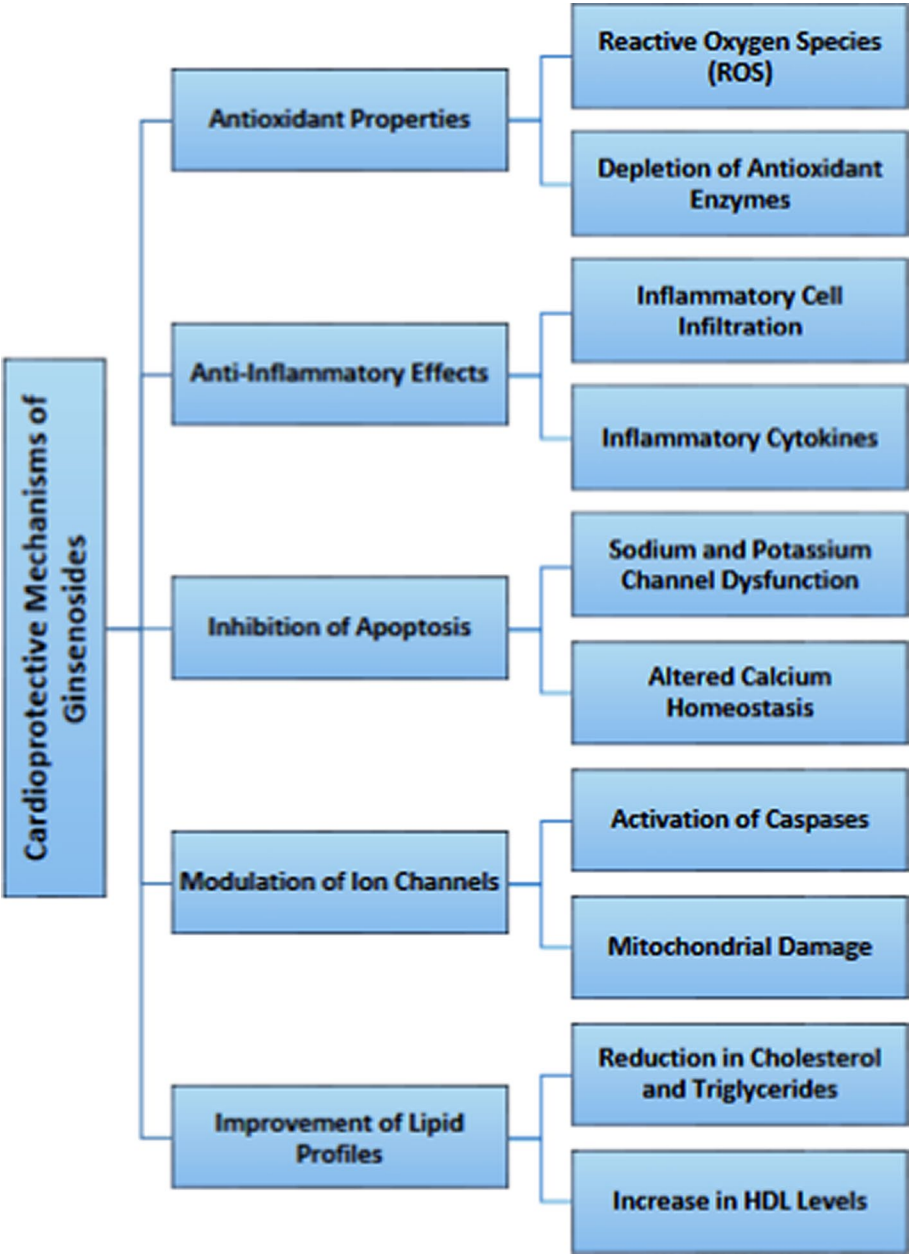 Cardioprotective Mechanisms of
Ginsenosides
Antioxidant Properties
Reactive Oxygen Species
(ROS)
Depletion of Antioxidant
Enzymes
Anti-Inflammatory Effects
Inflammatory Cell
Infiltration
Inflammatory Cytokines
Inhibition of Apoptosis
Sodium and Potassium
Channel Dysfunction
Altered Calcium
Homeostasis
Modulation of Ion Channels
Activation of Caspases
Mitochondrial Damage
Improvement of Lipid
Profiles
Reduction in Cholesterol
and Triglycerides
Increase in HDL Levels